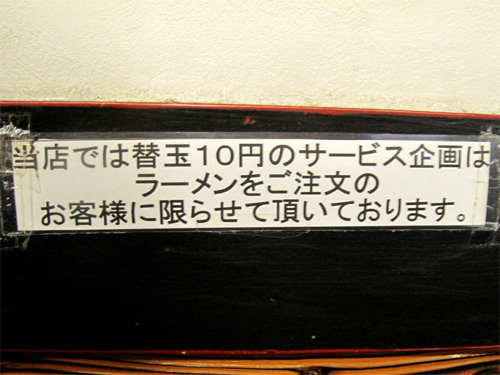 当店では替玉１０円のサービス企画は
ラーメンをご注文の
お客様に限らせて頂いております。